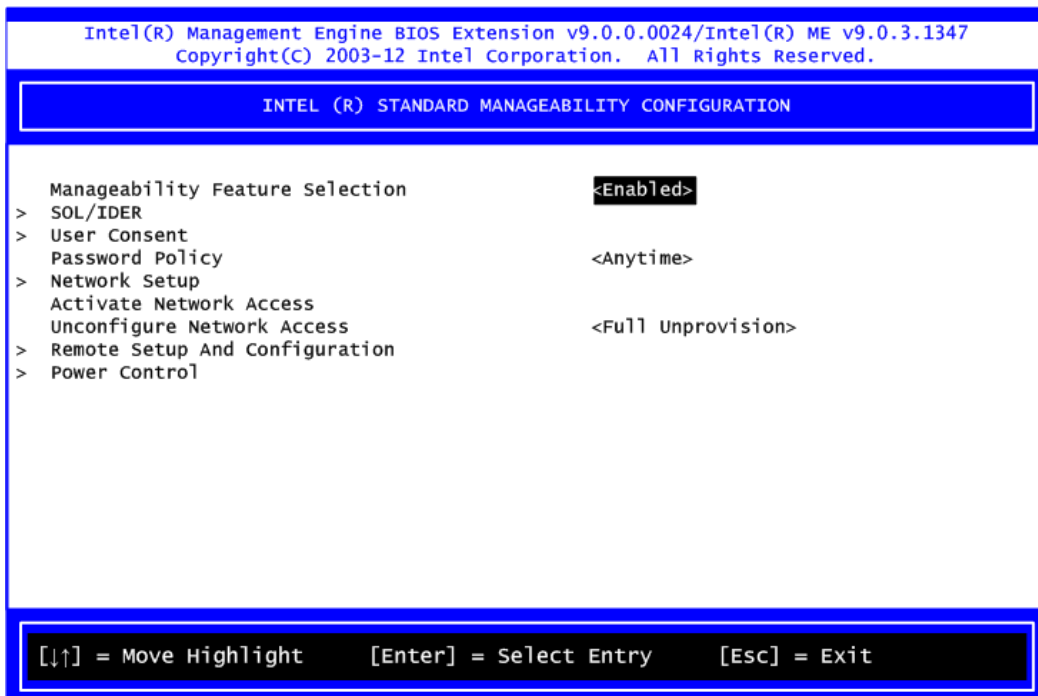 Intel(R) Management Engine BIOS Extension v9.0.0.0024/Intel(R) ME v9.0.3.1347
Copyright(C) 2003-12 Intel Corporation.  All Rights Reserved.
INTEL (R) STANDARD MANAGEABILITY CONFIGURATION
Manageability Feature Selection <Enabled>
> SOL/IDER
> User Consent
Password Policy <Anytime>
> Network Setup
Activate Network Access
Unconfigure Network Access <Full Unprovision>
> Remote Setup And Configuration
> Power Control
[↓↑] = Move Highlight [Enter] = Select Entry [Esc] = Exit